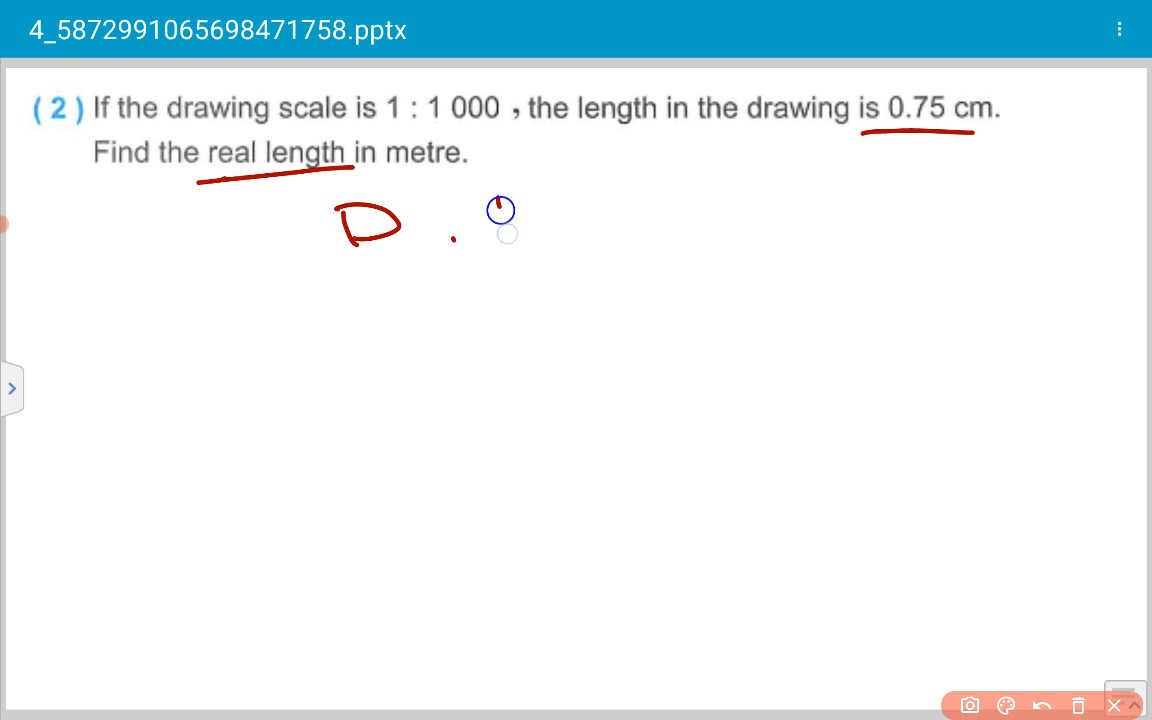 4_5872991065698471758.pptx
( 2 ) If the drawing scale is 1 : 1 000 , the length in the drawing is 0.75 cm.
Find the real length in metre.
D .